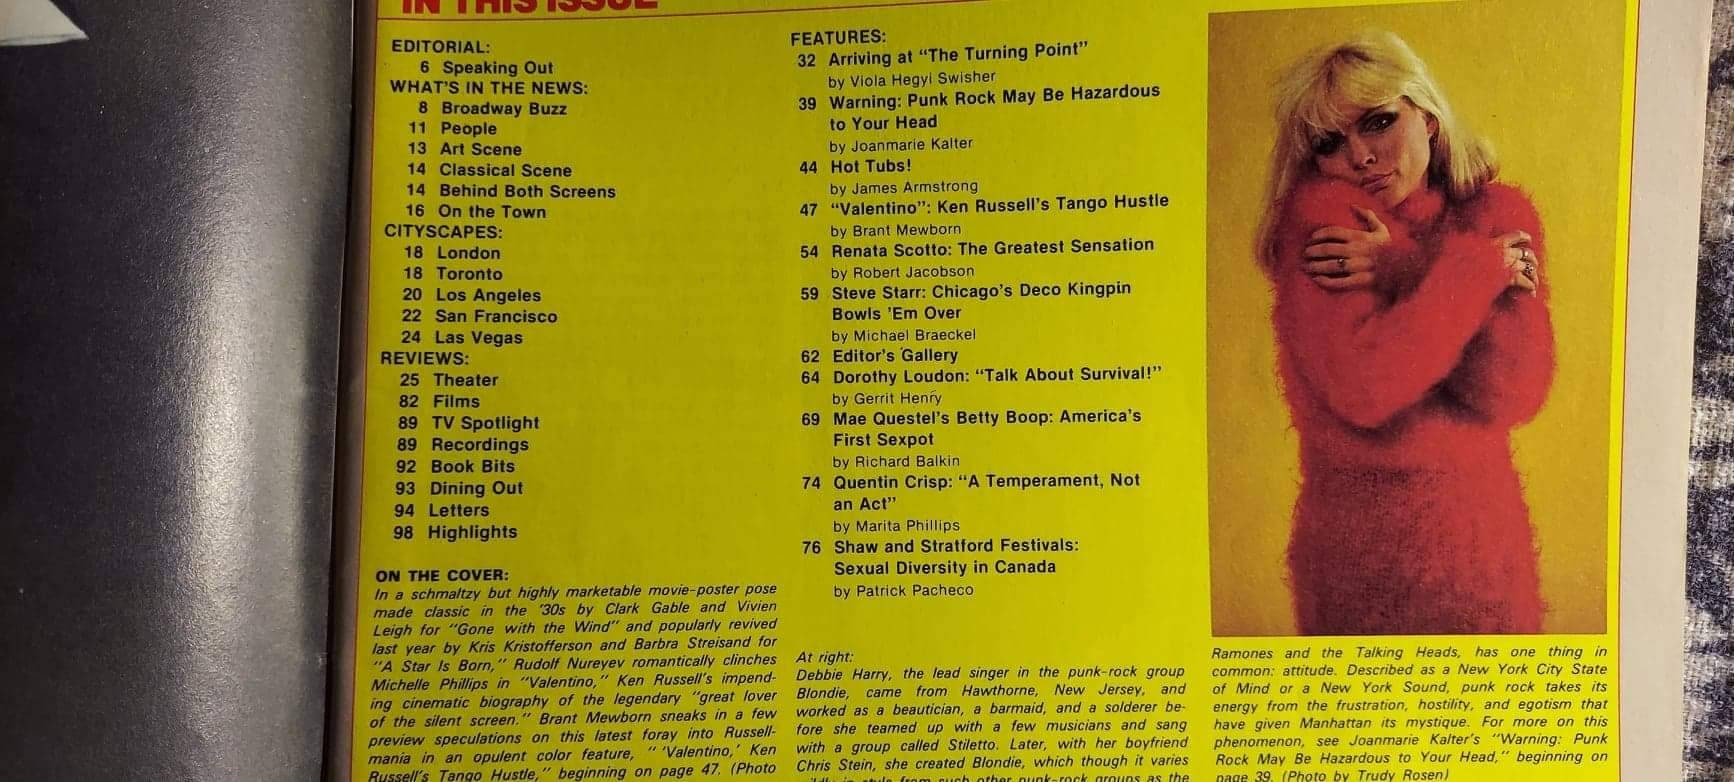 IN THIS ISSUE
EDITORIAL:
6 Speaking Out
WHAT'S IN THE NEWS:
8 Broadway Buzz
11 People
13 Art Scene
14 Classical Scene
14 Behind Both Screens
16 On the Town
CITYSCAPES:
18 London
18 Toronto
20 Los Angeles
22 San Francisco
24 Las Vegas
REVIEWS:
25 Theater
82 Films
89 TV Spotlight
89 Recordings
92 Book Bits
93 Dining Out
94 Letters
98 Highlights
ON THE COVER:
In a schmaltzy but highly marketable movie-poster pose
made classic in the '30s by Clark Gable and Vivien
Leigh for "Gone with the Wind" and popularly revived
last year by Kris Kristofferson and Barbra Streisand for
"A Star Is Born," Rudolf Nureyev romantically clinches
Michelle Phillips in "Valentino," Ken Russell's impend-
ing cinematic biography of the legendary "great lover
of the silent screen." Brant Mewborn sneaks in a few
preview speculations on this latest foray into Russell-
mania in an opulent color feature, " 'Valentino,' Ken
Russell's Tango Hustle," beginning on page 47. (Photo
FEATURES:
32 Arriving at "The Turning Point"
by Viola Hegyi Swisher
39 Warning: Punk Rock May Be Hazardous
to Your Head
by Joanmarie Kalter
44 Hot Tubs!
by James Armstrong
47 "Valentino": Ken Russell's Tango Hustle
by Brant Mewborn
54 Renata Scotto: The Greatest Sensation
by Robert Jacobson
59 Steve Starr: Chicago's Deco Kingpin
Bowls 'Em Over
by Michael Braeckel
62 Editor's Gallery
64 Dorothy Loudon: "Talk About Survival!"
by Gerrit Henry
69 Mae Questel's Betty Boop: America's
First Sexpot
by Richard Balkin
74 Quentin Crisp: "A Temperament, Not
an Act"
by Marita Phillips
76 Shaw and Stratford Festivals:
Sexual Diversity in Canada
by Patrick Pacheco
At right:
Debbie Harry, the lead singer in the punk-rock group
Blondie, came from Hawthorne, New Jersey, and
worked as a beautician, a barmaid, and a solderer be-
fore she teamed up with a few musicians and sang
with a group called Stiletto. Later, with her boyfriend
Chris Stein, she created Blondie, which though it varies
wildly in style from such other punk-rock groups as the
Ramones and the Talking Heads, has one thing in
common: attitude. Described as a New York City State
of Mind or a New York Sound, punk rock takes its
energy from the frustration, hostility, and egotism that
have given Manhattan its mystique. For more on this
phenomenon, see Joanmarie Kalter's "Warning: Punk
Rock May Be Hazardous to Your Head," beginning on
page 39. (Photo by Trudy Rosen)